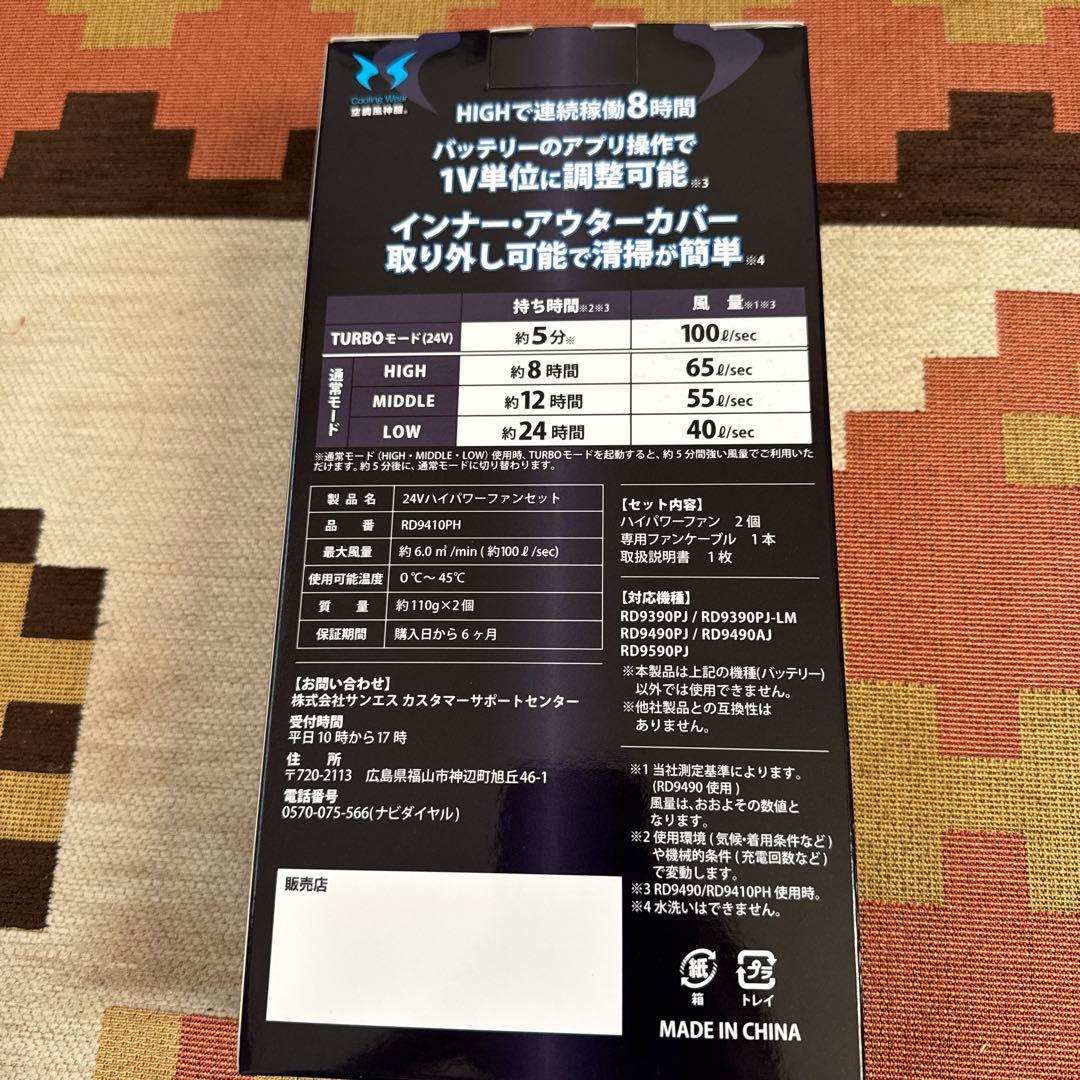 Cooling Wear
空調風神服®
HIGHで連続稼働8時間
バッテリーのアプリ操作で
1V単位に調整可能※3
インナー・アウターカバー
取り外し可能で清掃が簡単※4
持ち時間※2※3 風量※1※3
TURBOモード(24V) 約5分※ 100ℓ/sec
通常モード
HIGH 約8時間 65ℓ/sec
MIDDLE 約12時間 55ℓ/sec
LOW 約24時間 40ℓ/sec
※通常モード(HIGH・MIDDLE・LOW)使用時、TURBOモードを起動すると、約5分間強い風量でご利用いた
だけます。約5分後に、通常モードに切り替わります。
製品名 24Vハイパワーファンセット
品番 RD9410PH
最大風量 約6.0㎥/min(約100ℓ/sec)
使用可能温度 0℃〜45℃
質量 約110g×2個
保証期間 購入日から6ヶ月
【お問い合わせ】
株式会社サンエス カスタマーサポートセンター
受付時間
平日10時から17時
住所
〒720-2113 広島県福山市神辺町旭丘46-1
電話番号
0570-075-566(ナビダイヤル)
販売店
【セット内容】
ハイパワーファン 2個
専用ファンケーブル 1本
取扱説明書 1枚
【対応機種】
RD9390PJ / RD9390PJ-LM
RD9490PJ / RD9490AJ
RD9590PJ
※本製品は上記の機種(バッテリー)
以外では使用できません。
※他社製品との互換性は
ありません。
※1 当社測定基準によります。
(RD9490 使用)
風量は、おおよその数値と
なります。
※2 使用環境(気候・着用条件など)
や機械的条件(充電回数など)
で変動します。
※3 RD9490/RD9410PH 使用時。
※4 水洗いはできません。
紙
箱
プラ
トレイ
MADE IN CHINA